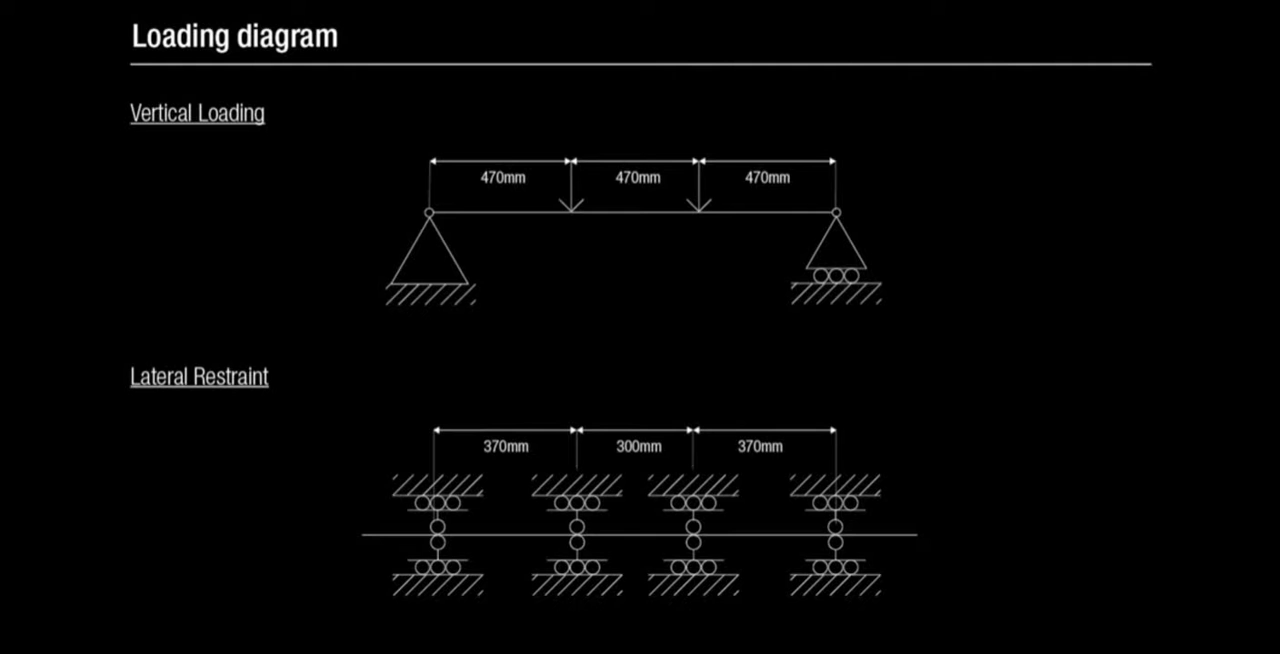 Loading diagram
Vertical Loading
470mm 470mm 470mm
Lateral Restraint
370mm 300mm 370mm